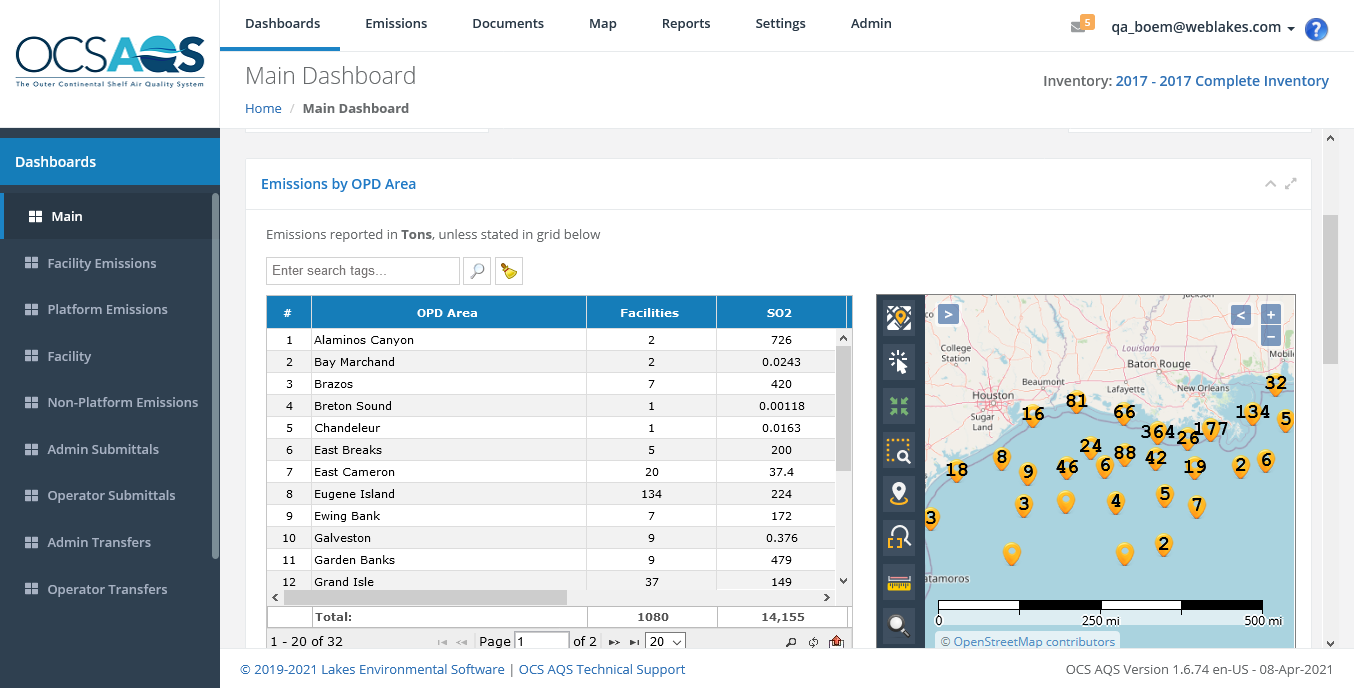 Dashboards Emissions Documents Map Reports Settings Admin 5 qa_boem@weblakes.com ?
OCSAQS
The Outer Continental Shelf Air Quality System
Main Dashboard
Inventory: 2017 - 2017 Complete Inventory
Home / Main Dashboard
Dashboards
Main
Facility Emissions
Platform Emissions
Facility
Non-Platform Emissions
Admin Submittals
Operator Submittals
Admin Transfers
Operator Transfers
Emissions by OPD Area
Emissions reported in Tons, unless stated in grid below
Enter search tags...
# OPD Area Facilities SO2
1 Alaminos Canyon 2 726
2 Bay Marchand 2 0.0243
3 Brazos 7 420
4 Breton Sound 1 0.00118
5 Chandeleur 1 0.0163
6 East Breaks 5 200
7 East Cameron 20 37.4
8 Eugene Island 134 224
9 Ewing Bank 7 172
10 Galveston 9 0.376
11 Garden Banks 9 479
12 Grand Isle 37 149
Total: 1080 14,155
1 - 20 of 32 Page 1 of 2 20
> < +
−
College
Station
Louisiana
Baton Rouge
Mobil
Beaumont
Lafayette
New Orleans
Houston
Sugar
Land
32
16 81 66 134 5
364 26 177
24 88 42
18 8 9 46 6 19 2 6
3 3 4 5 7
2
atamoros
0 250 mi 500 mi
© OpenStreetMap contributors
© 2019-2021 Lakes Environmental Software | OCS AQS Technical Support
OCS AQS Version 1.6.74 en-US - 08-Apr-2021